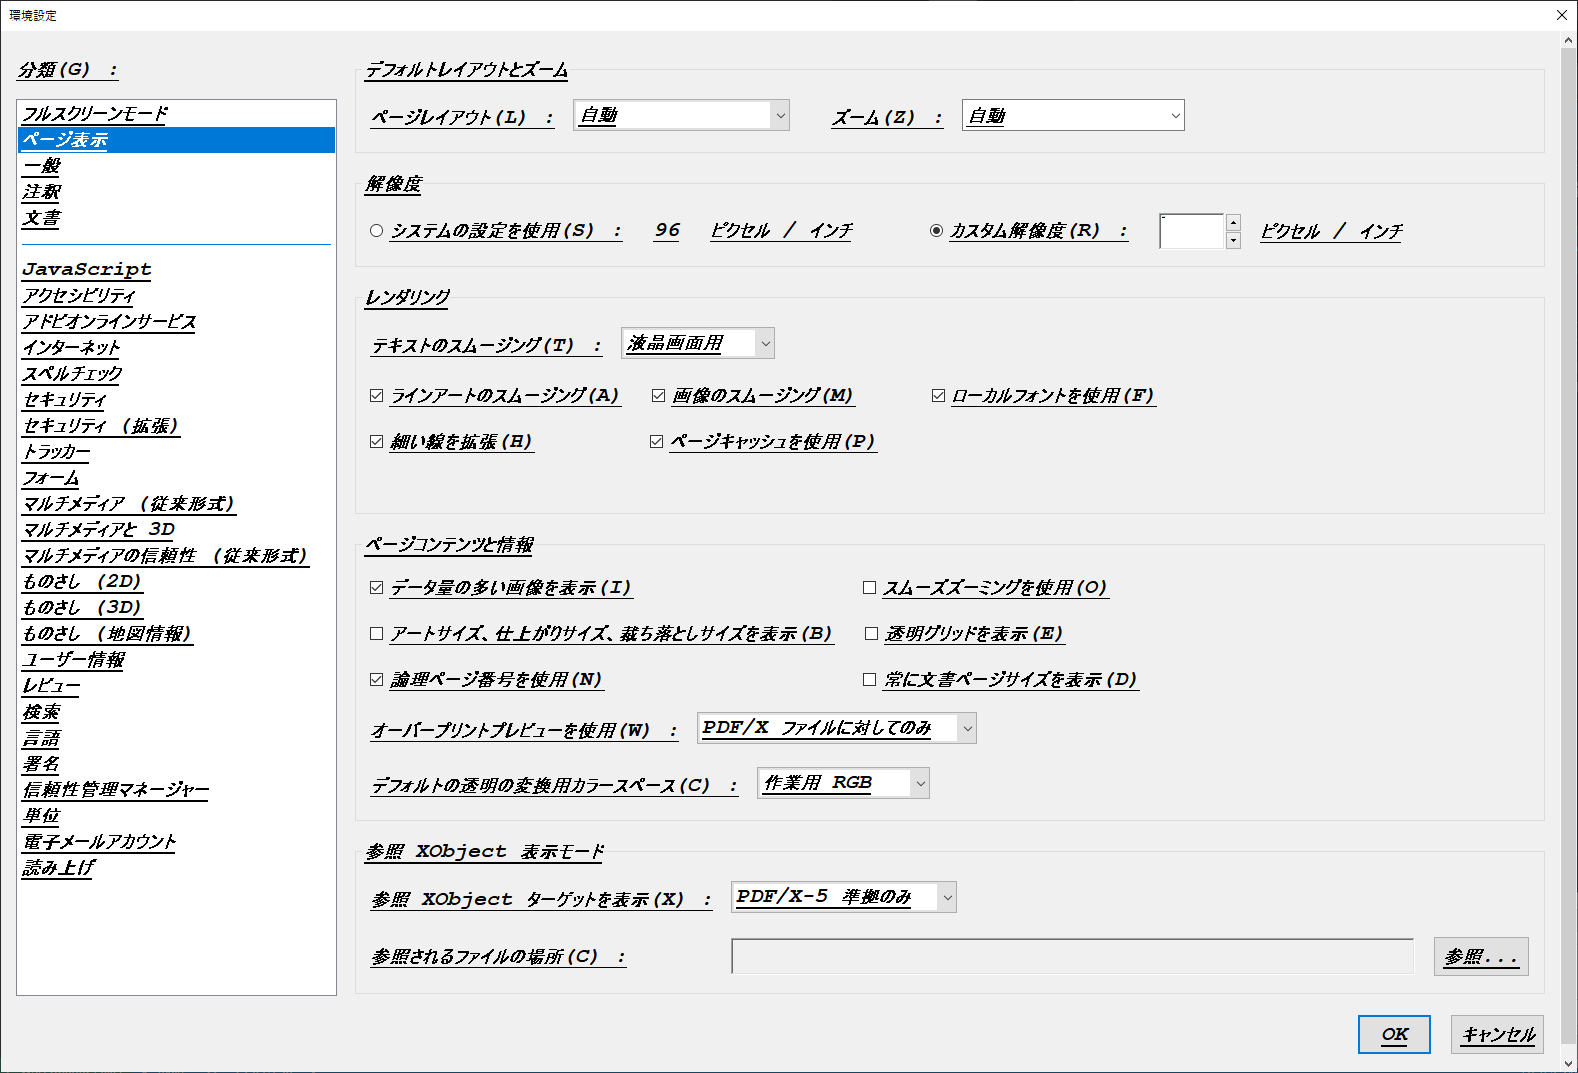 環境設定
分類(G) :
フルスクリーンモード
ページ表示
一般
注釈
文書
JavaScript
アクセシビリティ
アドビオンラインサービス
インターネット
スペルチェック
セキュリティ
セキュリティ (拡張)
トラッカー
フォーム
マルチメディア (従来形式)
マルチメディアと 3D
マルチメディアの信頼性 (従来形式)
ものさし (2D)
ものさし (3D)
ものさし (地図情報)
ユーザー情報
レビュー
検索
言語
署名
信頼性管理マネージャー
単位
電子メールアカウント
読み上げ
デフォルトレイアウトとズーム
ページレイアウト(L) : 自動 ズーム(Z) : 自動
解像度
システムの設定を使用(S) : 96 ピクセル / インチ カスタム解像度(R) : ピクセル / インチ
レンダリング
テキストのスムージング(T) : 液晶画面用
ラインアートのスムージング(A) 画像のスムージング(M) ローカルフォントを使用(F)
細い線を拡張(H) ページキャッシュを使用(P)
ページコンテンツと情報
データ量の多い画像を表示(I) スムーズズーミングを使用(O)
アートサイズ、仕上がりサイズ、裁ち落としサイズを表示(B) 透明グリッドを表示(E)
論理ページ番号を使用(N) 常に文書ページサイズを表示(D)
オーバープリントプレビューを使用(W) : PDF/X ファイルに対してのみ
デフォルトの透明の変換用カラースペース(C) : 作業用 RGB
参照 XObject 表示モード
参照 XObject ターゲットを表示(X) : PDF/X-5 準拠のみ
参照されるファイルの場所(C) : 参照...
OK キャンセル